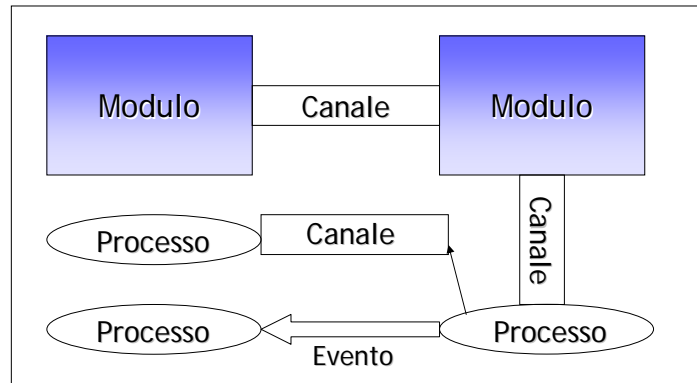 Modulo
Canale
Modulo
Canale
Processo
Canale
Processo
Evento
Processo